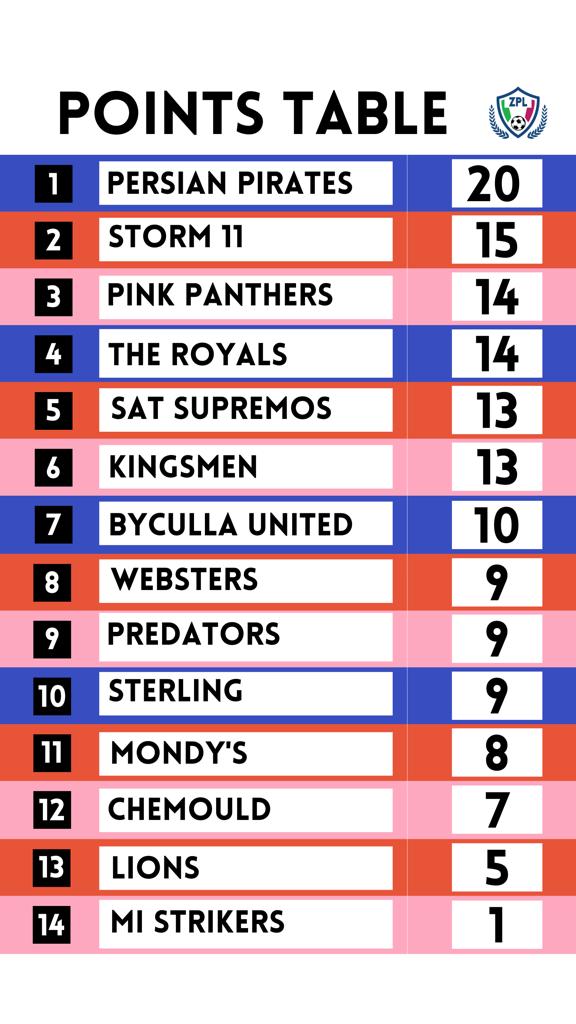 POINTS TABLE
ZPL
1 PERSIAN PIRATES 20
2 STORM 11 15
3 PINK PANTHERS 14
4 THE ROYALS 14
5 SAT SUPREMOS 13
6 KINGSMEN 13
7 BYCULLA UNITED 10
8 WEBSTERS 9
9 PREDATORS 9
10 STERLING 9
11 MONDY'S 8
12 CHEMOULD 7
13 LIONS 5
14 MI STRIKERS 1